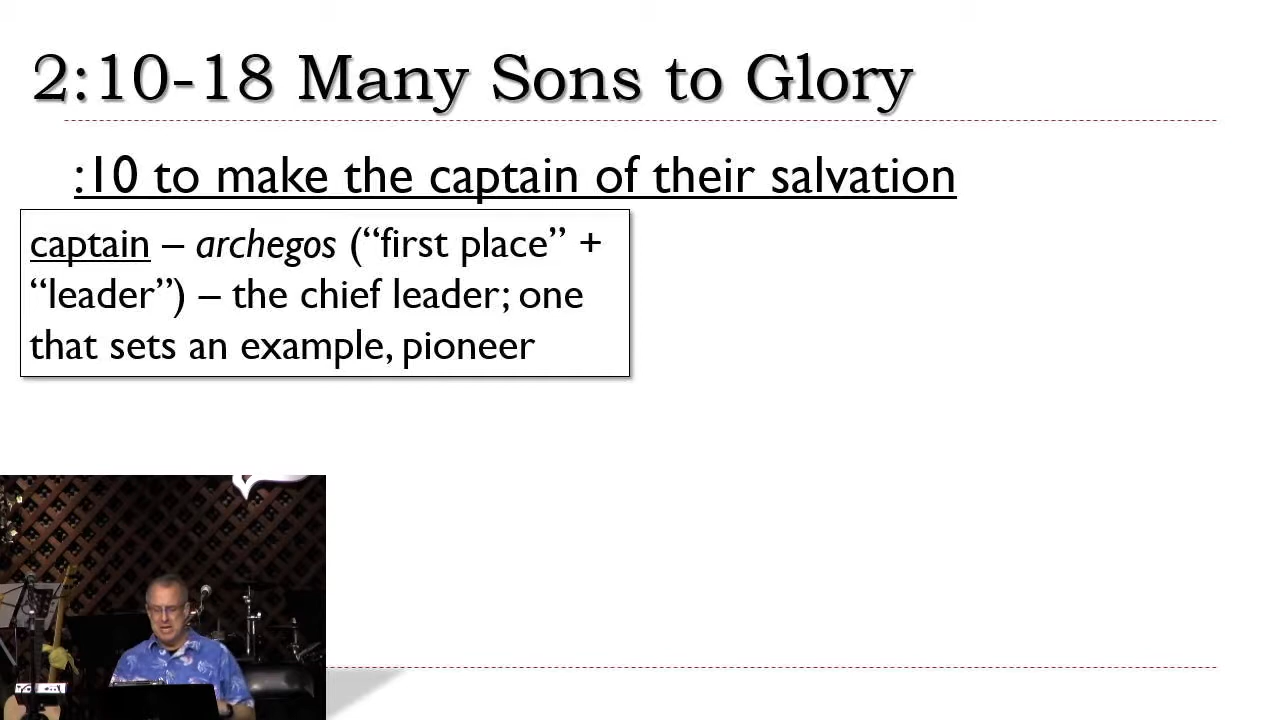 2:10-18 Many Sons to Glory
:10 to make the captain of their salvation
captain – archegos (“first place” +
“leader”) – the chief leader; one
that sets an example, pioneer